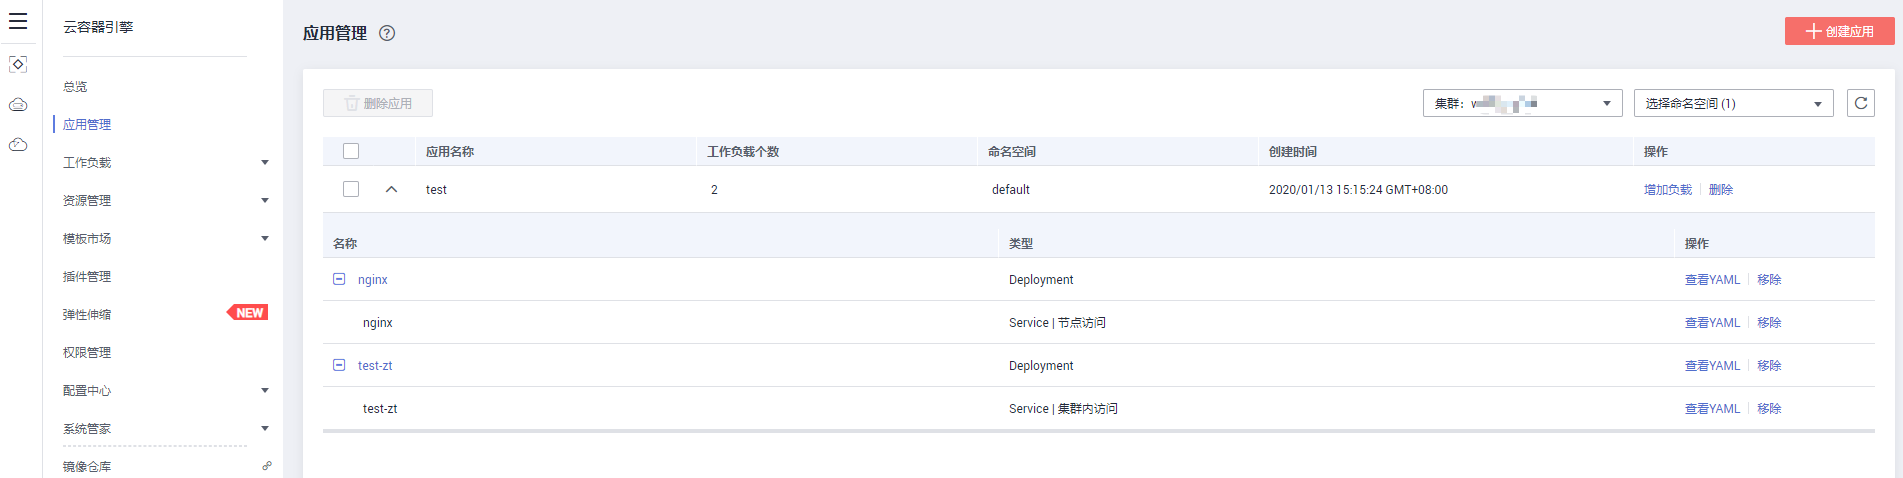 云容器引擎
总览
应用管理
工作负载
资源管理
模板市场
插件管理
弹性伸缩 NEW
权限管理
配置中心
系统管家
镜像仓库
应用管理 ?
创建应用
删除应用
集群： 选择命名空间 (1)
应用名称 工作负载个数 命名空间 创建时间 操作
test 2 default 2020/01/13 15:15:24 GMT+08:00 增加负载 | 删除
名称 类型 操作
nginx Deployment 查看YAML | 移除
nginx Service | 节点访问 查看YAML | 移除
test-zt Deployment 查看YAML | 移除
test-zt Service | 集群内访问 查看YAML | 移除